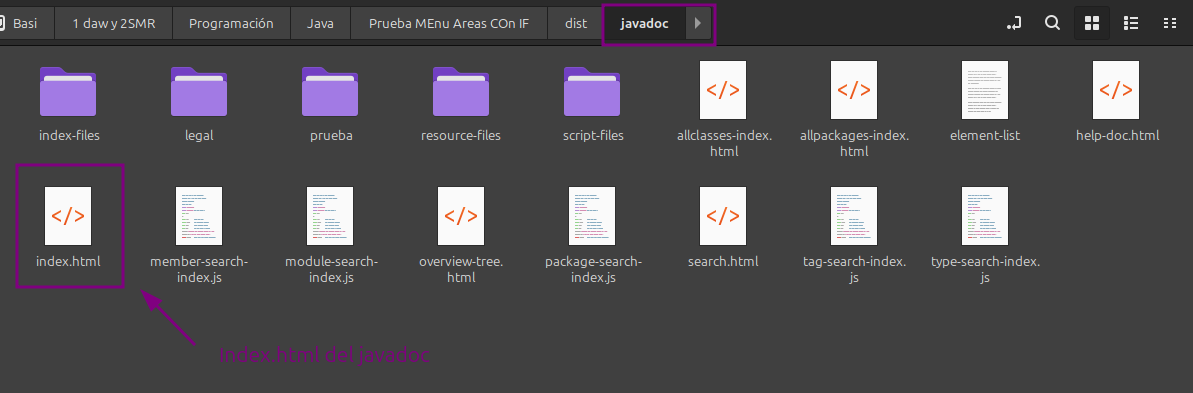 Basi 1 daw y 2SMR Programación Java Prueba MEnu Areas COn IF dist javadoc
index-files legal prueba resource-files script-files allclasses-index. allpackages-index. element-list help-doc.html
html html
</> index.html member-search- module-search- overview-tree. package-search- search.html tag-search-index. type-search-index.
index.js index.js html index.js js js
Index.html del javadoc